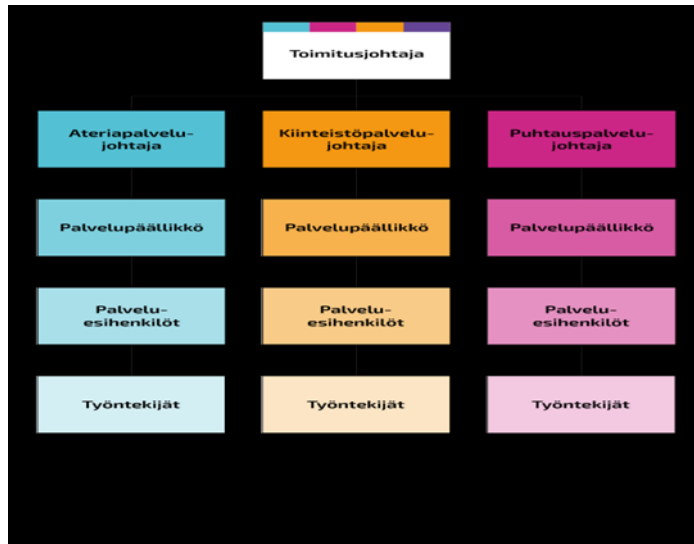 Toimitusjohtaja
Ateriapalvelu-
johtaja
Kiinteistöpalvelu-
johtaja
Puhtauspalvelu-
johtaja
Palvelupäällikkö
Palvelupäällikkö
Palvelupäällikkö
Palvelu-
esihenkilöt
Palvelu-
esihenkilöt
Palvelu-
esihenkilöt
Työntekijät
Työntekijät
Työntekijät